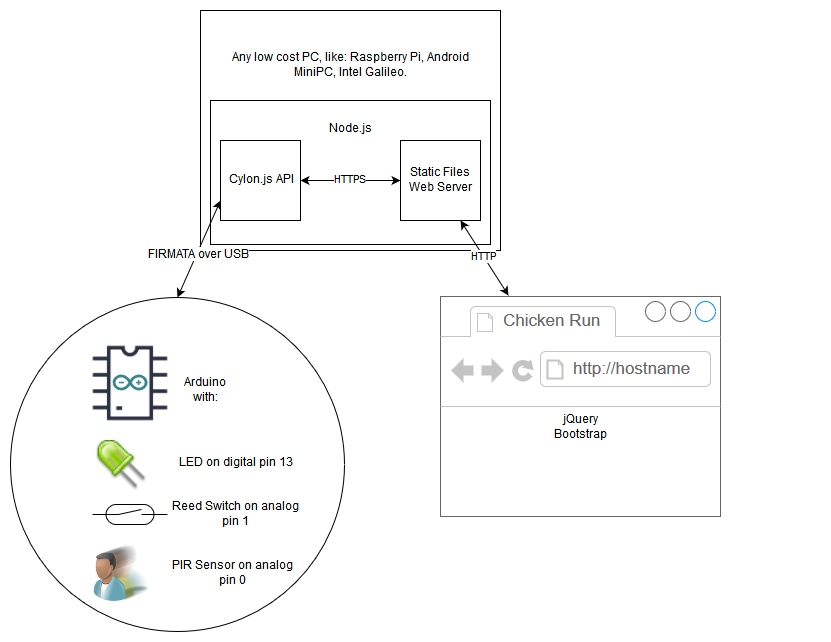 Any low cost PC, like: Raspberry Pi, Android
MiniPC, Intel Galileo.
Node.js
Cylon.js API
HTTPS
Static Files
Web Server
FIRMATA over USB
HTTP
Chicken Run
http://hostname
jQuery
Bootstrap
Arduino
with:
LED on digital pin 13
Reed Switch on analog
pin 1
PIR Sensor on analog
pin 0